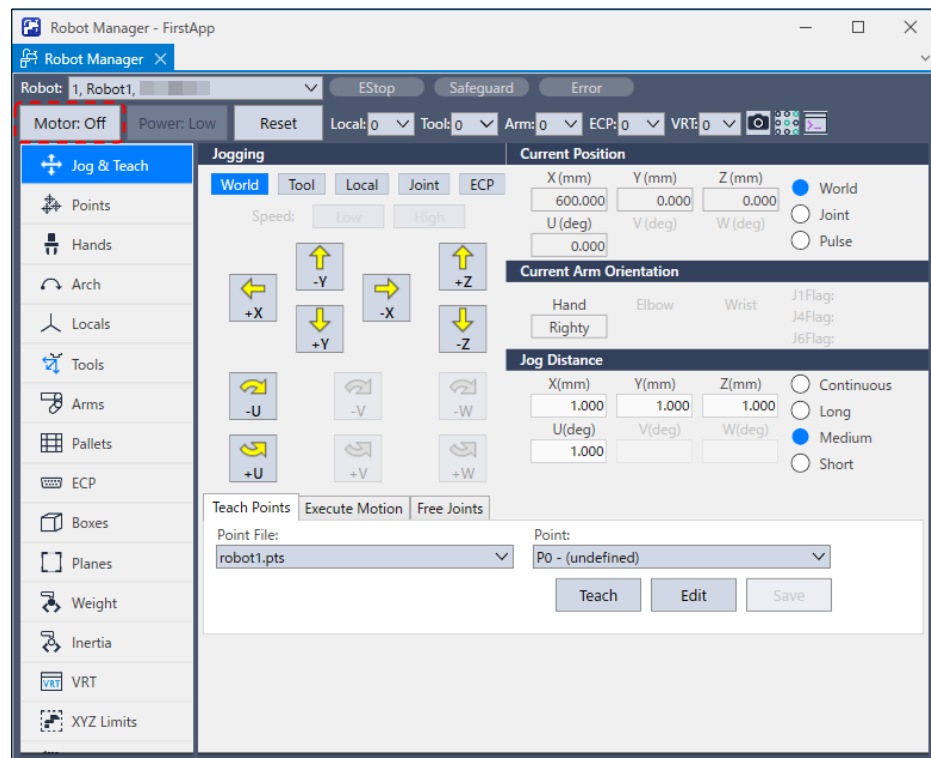 Robot Manager - FirstApp
Robot Manager
Robot: 1, Robot1, EStop Safeguard Error
Motor: Off Power: Low Reset Local: 0 Tool: 0 Arm: 0 ECP: 0 VRT: 0
Jog & Teach
Points
Hands
Arch
Locals
Tools
Arms
Pallets
ECP
Boxes
Planes
Weight
Inertia
VRT VRT
XYZ Limits
Jogging
World Tool Local Joint ECP
Speed: Low High
-Y +Z
+X -X
+Y -Z
-U -V -W
+U +V +W
Current Position
X (mm) Y (mm) Z (mm)
600.000 0.000 0.000
U (deg) V (deg) W (deg)
0.000
World
Joint
Pulse
Current Arm Orientation
Hand Elbow Wrist
Righty
J1Flag:
J4Flag:
J6Flag:
Jog Distance
X(mm) Y(mm) Z(mm)
1.000 1.000 1.000
U(deg) V(deg) W(deg)
1.000
Continuous
Long
Medium
Short
Teach Points Execute Motion Free Joints
Point File: Point:
robot1.pts P0 - (undefined)
Teach Edit Save